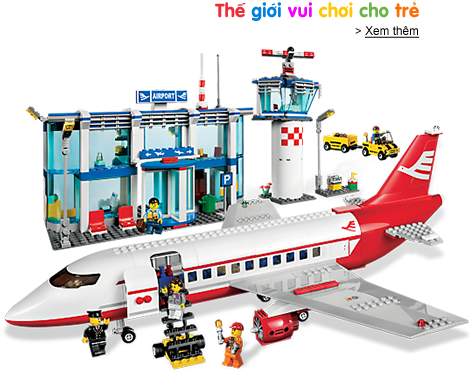 Thế giới vui chơi cho trẻ
> Xem thêm
AIRPORT
P